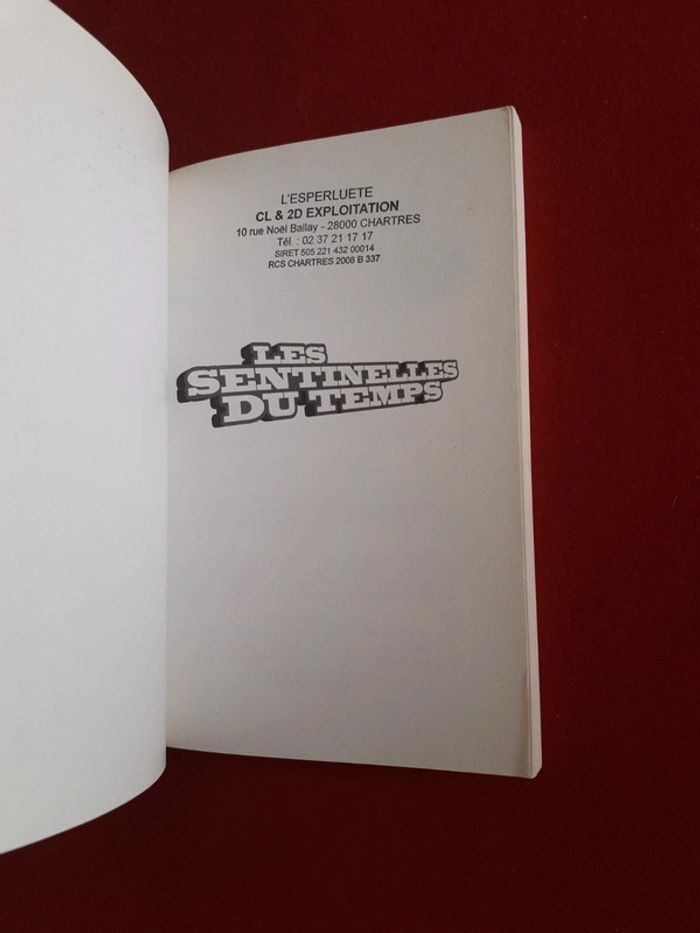 L'ESPERLUETE
CL & 2D EXPLOITATION
10 rue Noël Ballay - 28000 CHARTRES
Tél. : 02 37 21 17 17
SIRET 505 221 432 00014
RCS CHARTRES 2008 B 337
LES
SENTINELLES
DU TEMPS